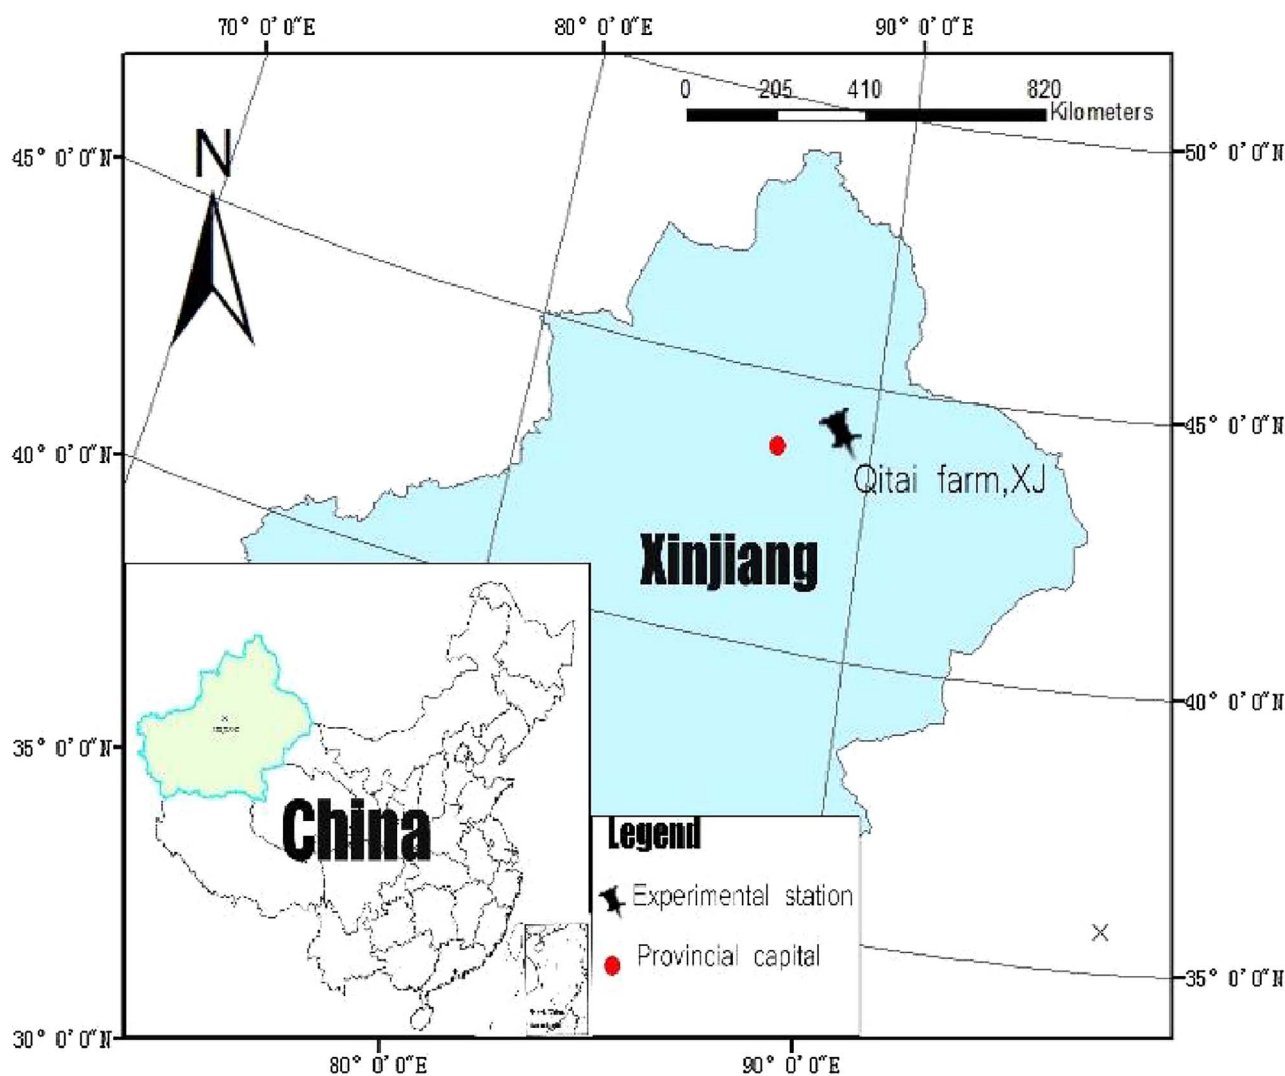 70° 0′ 0″E 80° 0′ 0″E 90° 0′ 0″E
0 205 410 820
Kilometers
N
45° 0′ 0″N
50° 0′ 0″N
40° 0′ 0″N
45° 0′ 0″N
Qitai farm,XJ
Xinjiang
40° 0′ 0″N
35° 0′ 0″N
China
Legend
Experimental station
Provincial capital
35° 0′ 0″N
30° 0′ 0″N
80° 0′ 0″E 90° 0′ 0″E